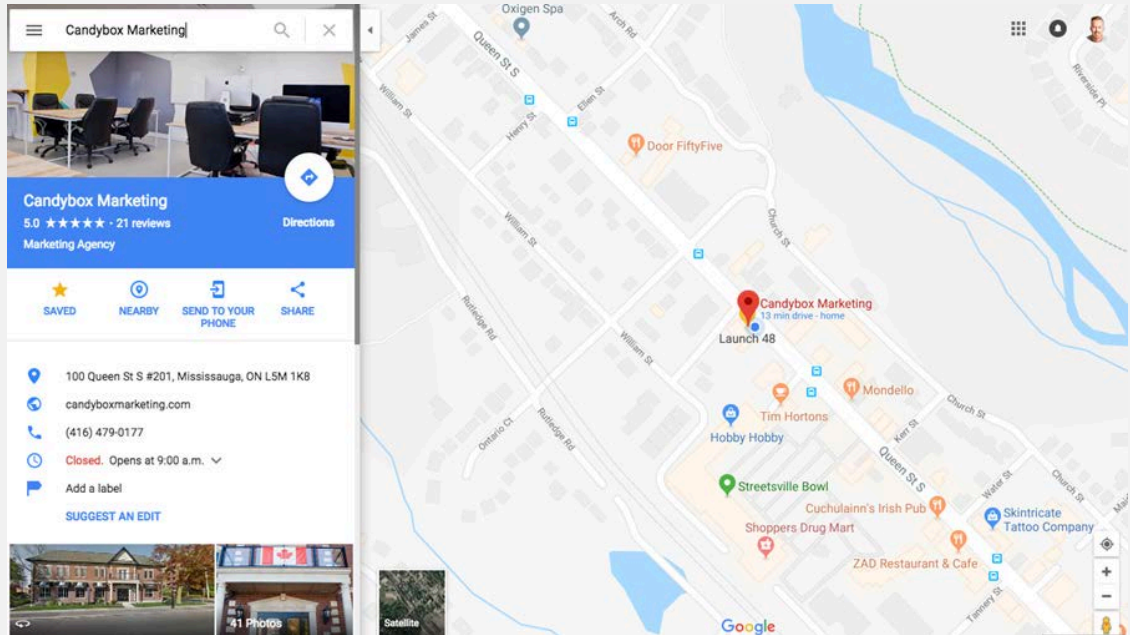 Candybox Marketing
Candybox Marketing
5.0 ★★★★★ · 21 reviews
Marketing Agency
Directions
SAVED
NEARBY
SEND TO YOUR
PHONE
SHARE
100 Queen St S #201, Mississauga, ON L5M 1K8
candyboxmarketing.com
(416) 479-0177
Closed. Opens at 9:00 a.m.
Add a label
SUGGEST AN EDIT
41 Photos
Satellite
Oxigen Spa
James St
Queen St S
Arch Rd
Riverside Pl
William St
Ellen St
Henry St
Door FiftyFive
Church St
William St
Rutledge Rd
Candybox Marketing
13 min drive - home
Launch 48
William St
Mondello
Tim Hortons
Church St
Hobby Hobby
Kerr St
Ontario Ct
Rutledge Rd
Queen St S
Streetsville Bowl
Water St
Church St
Cuchulainn's Irish Pub
Skintricate
Tattoo Company
Shoppers Drug Mart
ZAD Restaurant & Cafe
Tannery St
Google